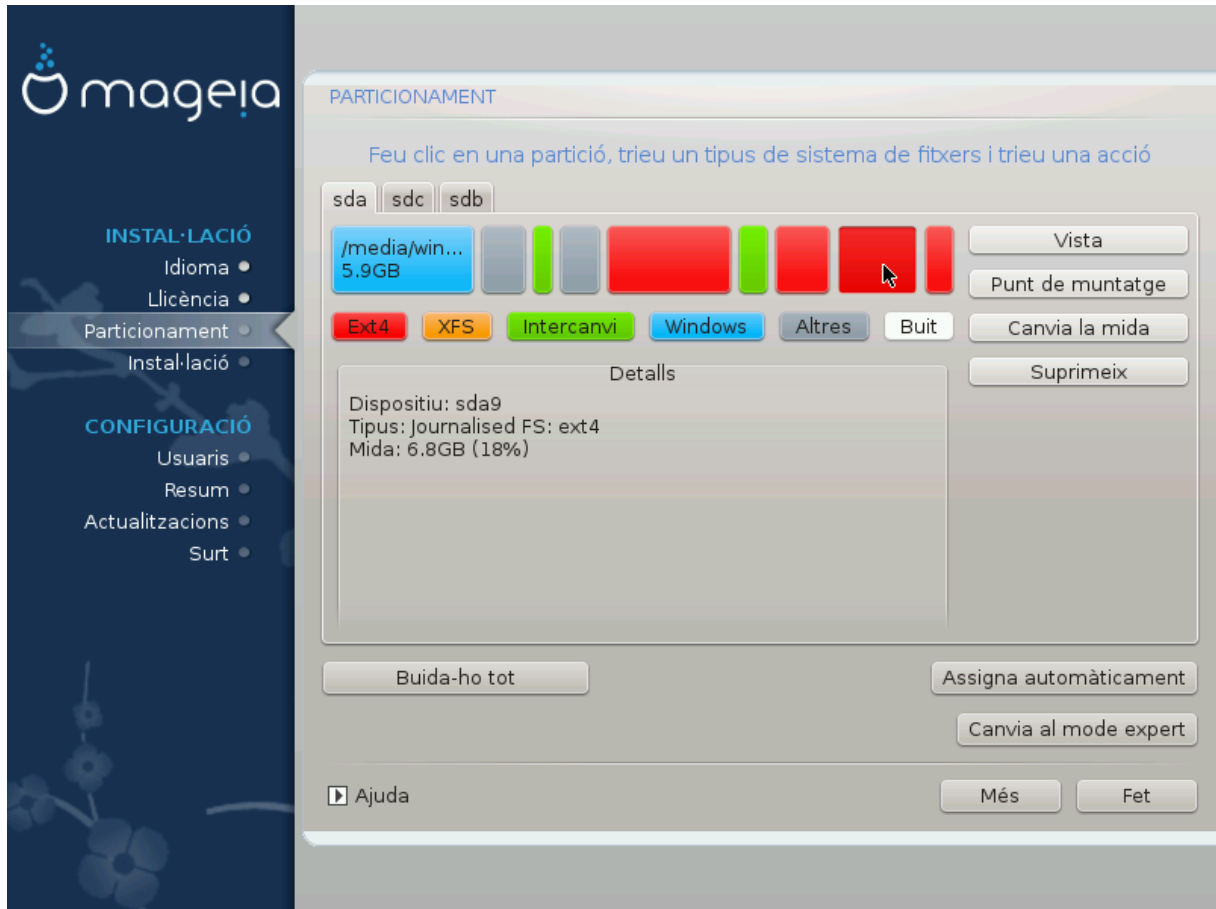 mageia
INSTAL·LACIÓ
Idioma
Llicència
Particionament
Instal·lació
CONFIGURACIÓ
Usuaris
Resum
Actualitzacions
Surt
PARTICIONAMENT
Feu clic en una partició, trieu un tipus de sistema de fitxers i trieu una acció
sda sdc sdb
/media/win...
5.9GB
Ext4 XFS Intercanvi Windows Altres Buit
Detalls
Dispositiu: sda9
Tipus: Journalised FS: ext4
Mida: 6.8GB (18%)
Vista
Punt de muntatge
Canvia la mida
Suprimeix
Buida-ho tot
Assigna automàticament
Canvia al mode expert
Ajuda
Més
Fet